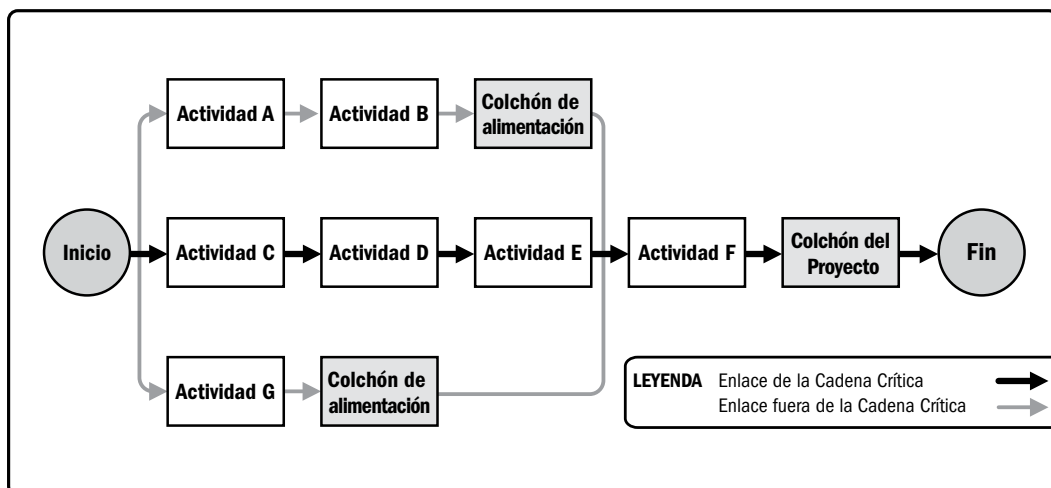 Actividad A
Actividad B
Colchón de
alimentación
Inicio
Actividad C
Actividad D
Actividad E
Actividad F
Colchón del
Proyecto
Fin
Actividad G
Colchón de
alimentación
LEYENDA Enlace de la Cadena Crítica
Enlace fuera de la Cadena Crítica